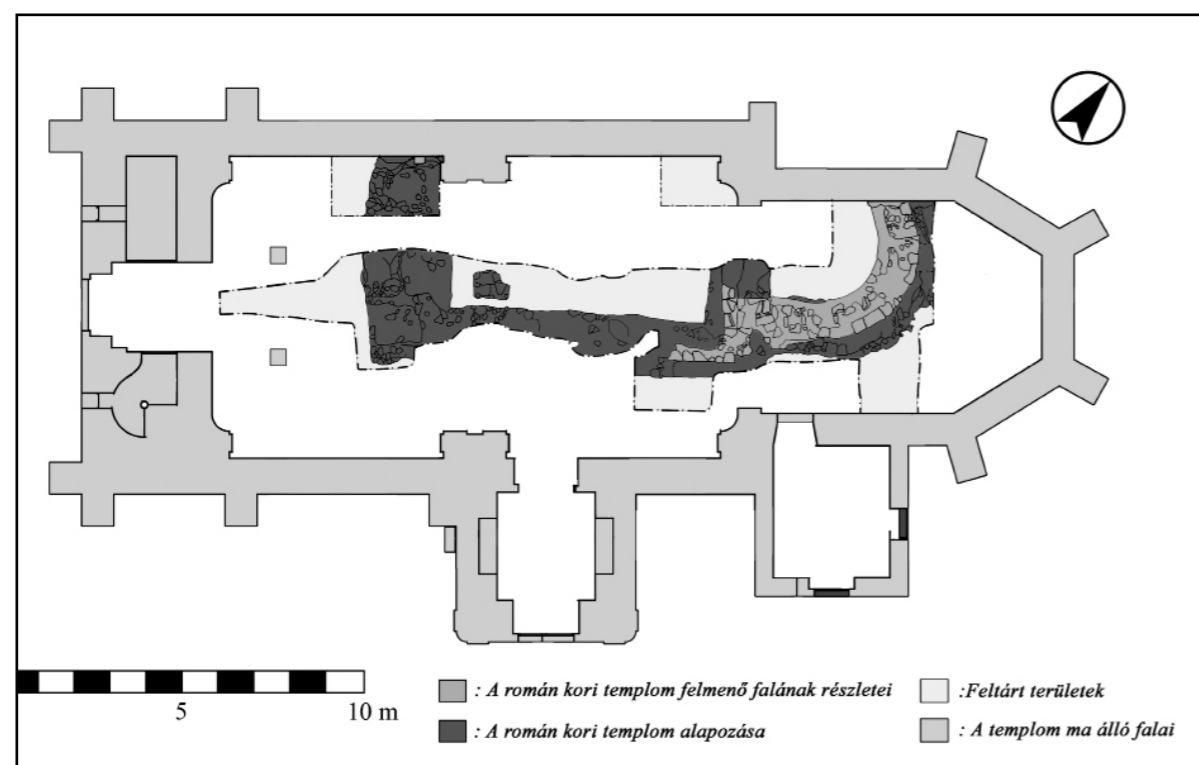 5
10 m
: A román kori templom felmenő falának részletei
: A román kori templom alapozása
:Feltárt területek
: A templom ma álló falai